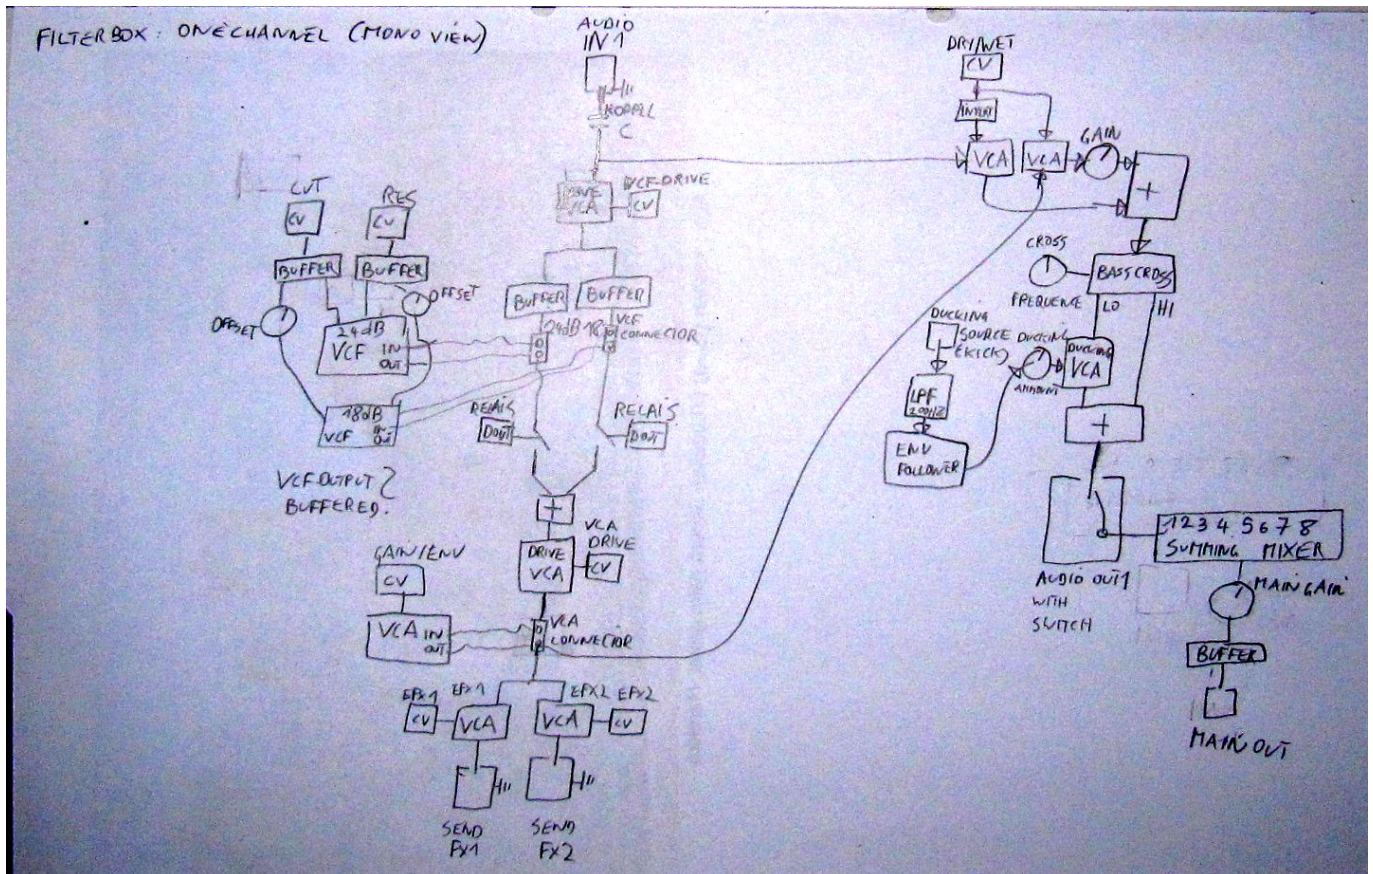 FILTERBOX: ONE CHANNEL (MONO VIEW)
AUDIO
IN 1
KOPPEL
C
DRIVE
VCA
VCF DRIVE
CV
CUT
CV
RES
CV
BUFFER
BUFFER
OFFSET
OFFSET
24dB
VCF
IN
OUT
18dB
VCF
IN
OUT
VCF OUTPUT
BUFFERED.
BUFFER
BUFFER
24dB
VCF
CONNECTOR
RELAIS
DOUT
RELAIS
DOUT
+
DRIVE
VCA
VCA
DRIVE
CV
GAIN/ENV
CV
VCA
IN
OUT
VCA
CONNECTOR
EFX1
CV
EFX1
VCA
EFX2
VCA
EFX2
CV
SEND
FX1
SEND
FX2
DRY/WET
CV
INVERT
VCA
VCA
GAIN
+
CROSS
FREQUENCE
BASSCROSS
LO
HI
DUCKING
SOURCE
(KICK)
LPF
200HZ
ENV
FOLLOWER
DUCKING
AMMOUNT
DUCKING
VCA
+
AUDIO OUT 1
WITH
SWITCH
1 2 3 4 5 6 7 8
SUMMING MIXER
MAIN GAIN
BUFFER
MAIN OUT